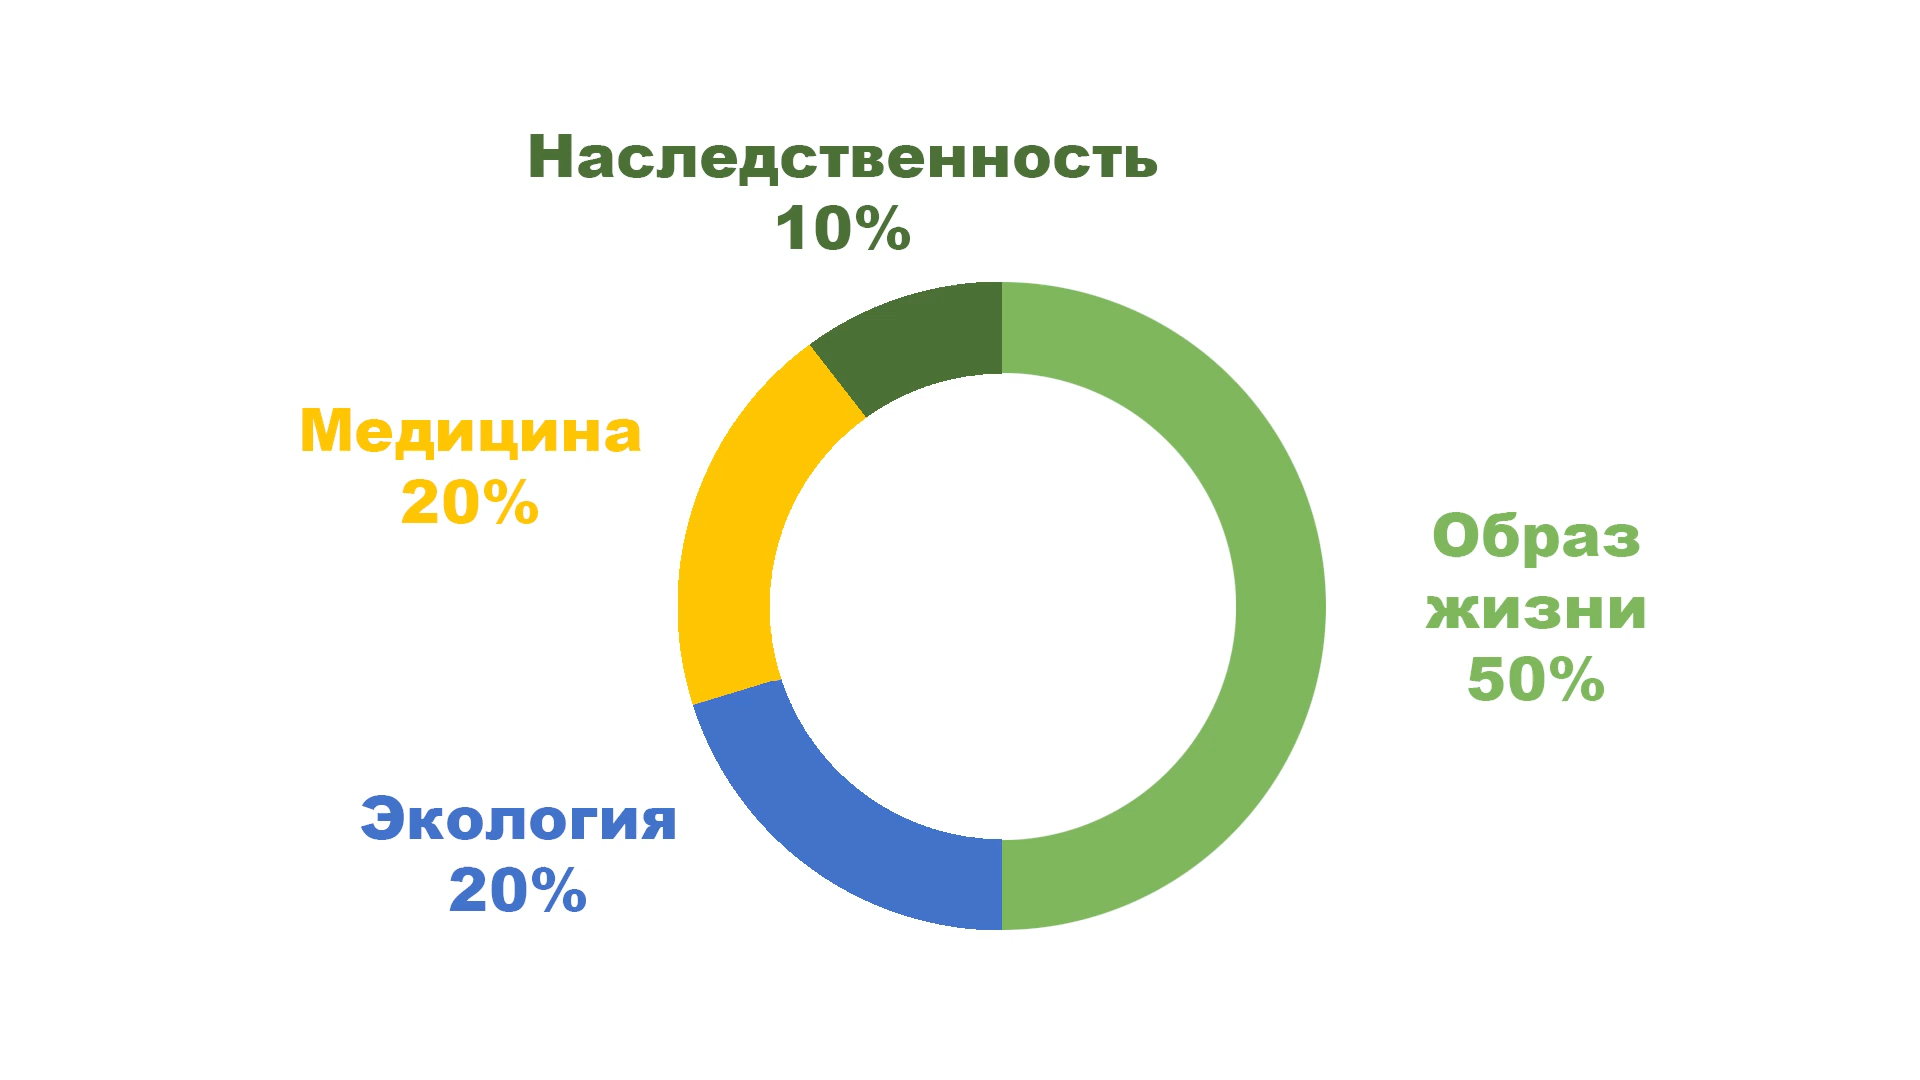 Наследственность
10%
Медицина
20%
Образ
жизни
50%
Экология
20%